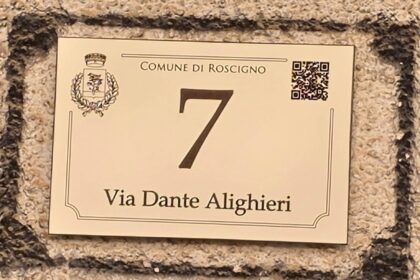 COMUNE DI ROSCIGNO
7
Via Dante Alighieri